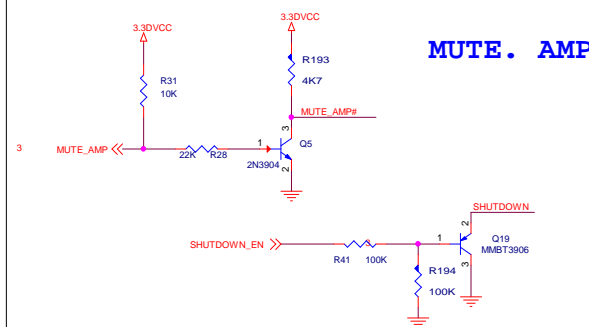 3.3DVCC
3.3DVCC
MUTE. AMP
R31
10K
R193
4K7
MUTE_AMP#
3
MUTE_AMP
22K R28
1
3
Q5
2
2N3904
SHUTDOWN
SHUTDOWN_EN
R41 100K
1
2
Q19
MMBT3906
3
R194
100K